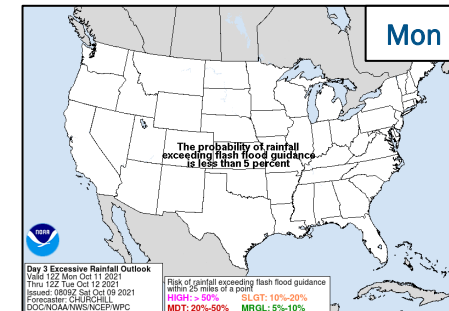 Mon
The probability of rainfall
exceeding flash flood guidance
is less than 5 percent
NOAA
Day 3 Excessive Rainfall Outlook
Valid 12Z Mon Oct 11 2021
Thru 12Z Tue Oct 12 2021
Issued: 0809Z Sat Oct 09 2021
Forecaster: CHURCHILL
DOC/NOAA/NWS/NCEP/WPC
Risk of rainfall exceeding flash flood guidance
within 25 miles of a point
HIGH: > 50% SLGT: 10%-20%
MDT: 20%-50% MRGL: 5%-10%